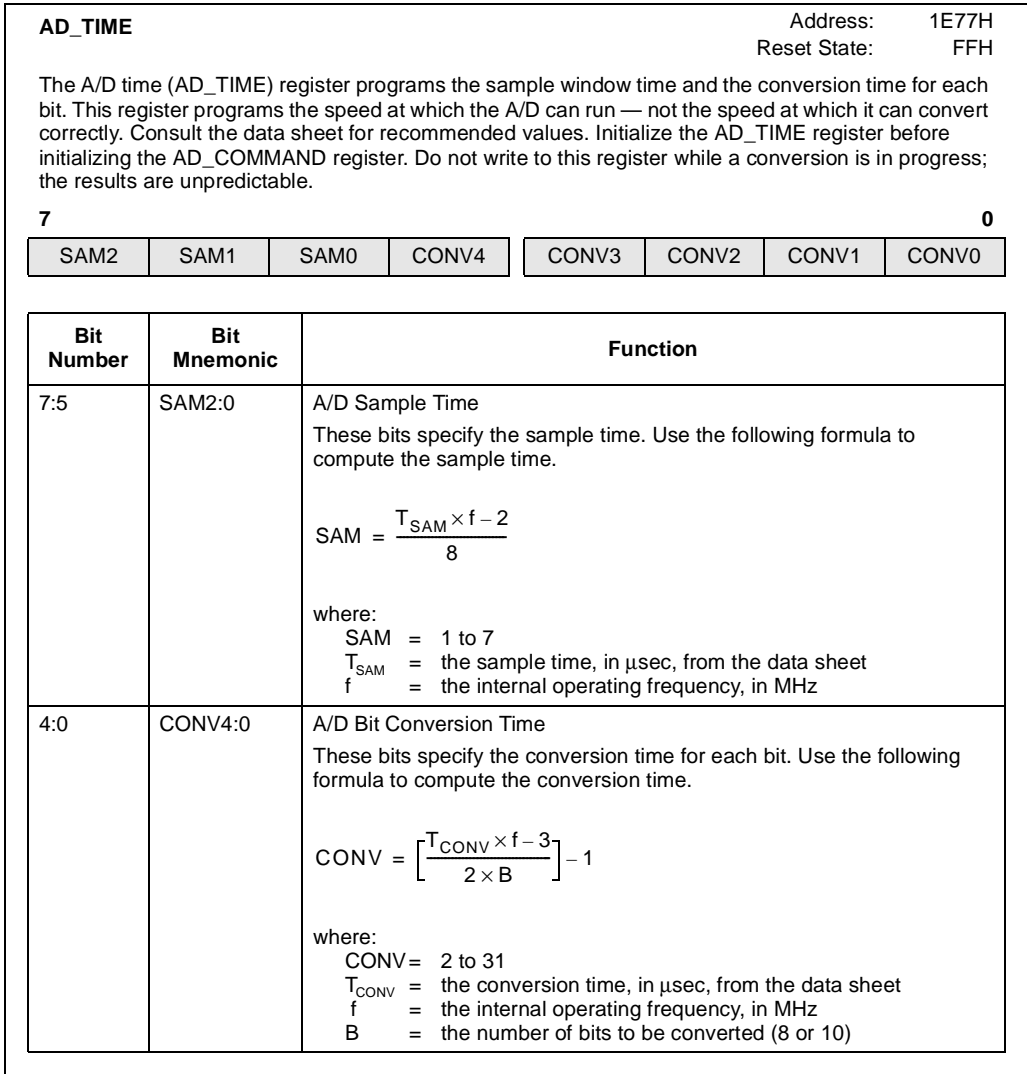 AD_TIME
Address: 1E77H
Reset State: FFH
The A/D time (AD_TIME) register programs the sample window time and the conversion time for each
bit. This register programs the speed at which the A/D can run — not the speed at which it can convert
correctly. Consult the data sheet for recommended values. Initialize the AD_TIME register before
initializing the AD_COMMAND register. Do not write to this register while a conversion is in progress;
the results are unpredictable.
7 0
SAM2 SAM1 SAM0 CONV4 CONV3 CONV2 CONV1 CONV0
Bit Number Bit Mnemonic Function
7:5 SAM2:0 A/D Sample Time
These bits specify the sample time. Use the following formula to
compute the sample time.
SAM = (T_SAM × f – 2) / 8
where:
SAM = 1 to 7
T_SAM = the sample time, in μsec, from the data sheet
f = the internal operating frequency, in MHz
4:0 CONV4:0 A/D Bit Conversion Time
These bits specify the conversion time for each bit. Use the following
formula to compute the conversion time.
CONV = [(T_CONV × f – 3) / (2 × B)] – 1
where:
CONV = 2 to 31
T_CONV = the conversion time, in μsec, from the data sheet
f = the internal operating frequency, in MHz
B = the number of bits to be converted (8 or 10)